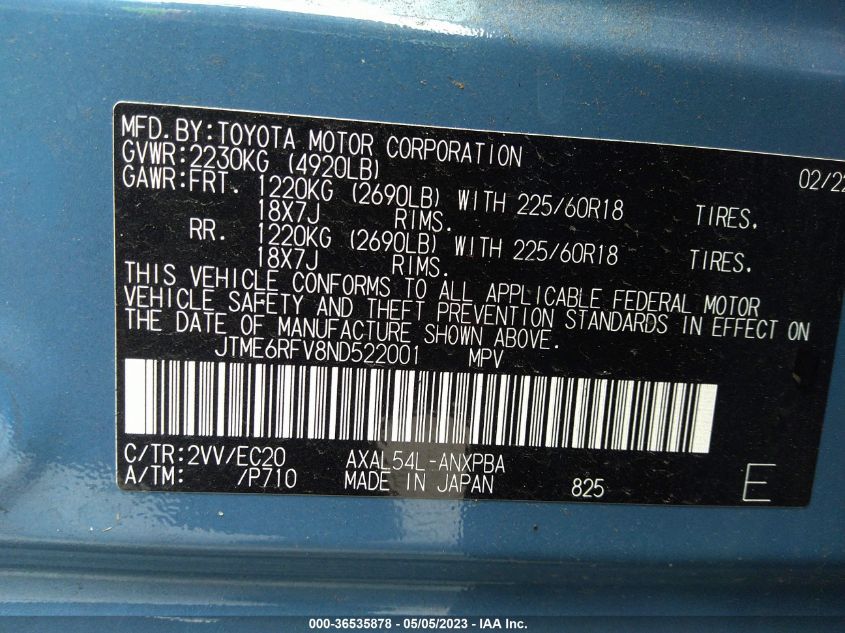 MFD.BY:TOYOTA MOTOR CORPORATION 02/22
GVWR:2230KG (4920LB)
GAWR:FRT. 1220KG (2690LB) WITH 225/60R18 TIRES.
18X7J RIMS.
RR. 1220KG (2690LB) WITH 225/60R18 TIRES.
18X7J RIMS.
THIS VEHICLE CONFORMS TO ALL APPLICABLE FEDERAL MOTOR
VEHICLE SAFETY AND THEFT PREVENTION STANDARDS IN EFFECT ON
THE DATE OF MANUFACTURE SHOWN ABOVE.
JTME6RFV8ND522001 MPV
C/TR:2VV/EC20 AXAL54L-ANXPBA
A/TM: /P710 MADE IN JAPAN 825 E
000-36535878 - 05/05/2023 - IAA, Inc.